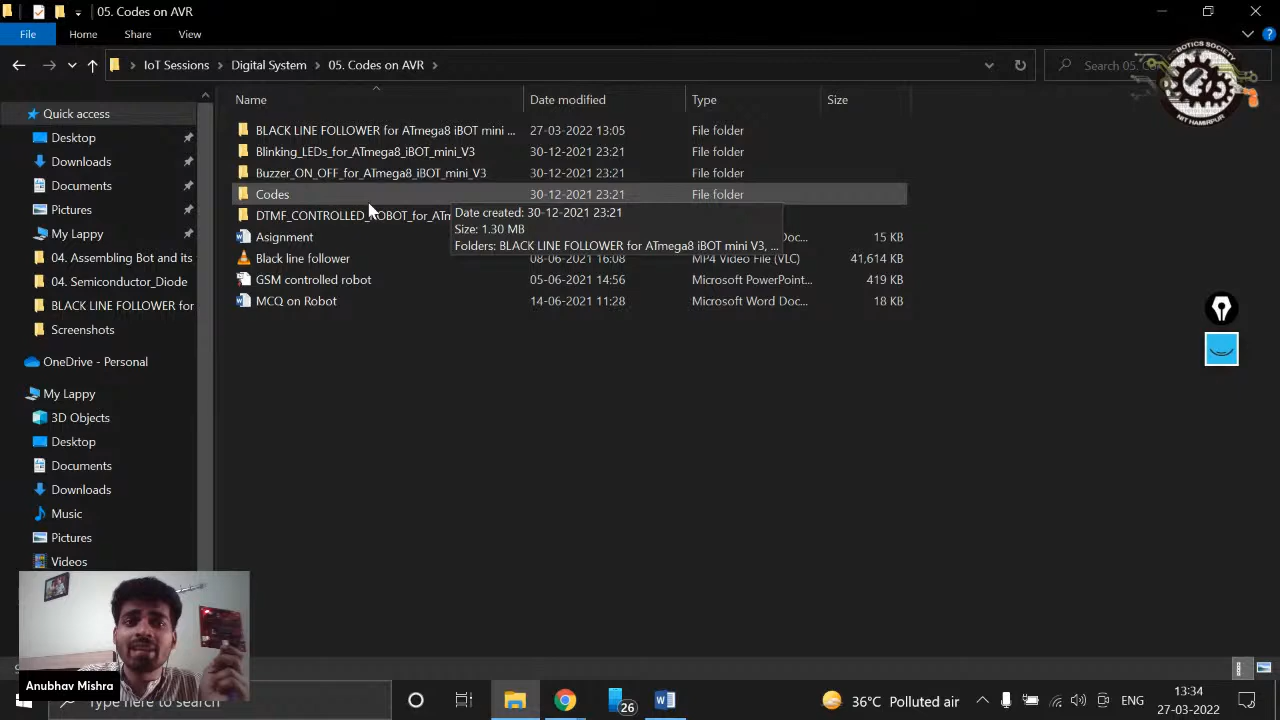 05. Codes on AVR
File Home Share View
IoT Sessions Digital System 05. Codes on AVR
Search 05. Co
ROBOTICS SOCIETY
NIT HAMIRPUR
Name Date modified Type Size
Quick access
Desktop
Downloads
Documents
Pictures
My Lappy
04. Assembling Bot and its
04. Semiconductor_Diode
BLACK LINE FOLLOWER for
Screenshots
OneDrive - Personal
My Lappy
3D Objects
Desktop
Documents
Downloads
Music
Pictures
Videos
BLACK LINE FOLLOWER for ATmega8 iBOT mini ... 27-03-2022 13:05 File folder
Blinking_LEDs_for_ATmega8_iBOT_mini_V3 30-12-2021 23:21 File folder
Buzzer_ON_OFF_for_ATmega8_iBOT_mini_V3 30-12-2021 23:21 File folder
Codes 30-12-2021 23:21 File folder
DTMF_CONTROLLED_ROBOT_for_ATm
Date created: 30-12-2021 23:21
Size: 1.30 MB
Folders: BLACK LINE FOLLOWER for ATmega8 iBOT mini V3, ...
Asignment Doc... 15 KB
Black line follower 08-06-2021 16:08 MP4 Video File (VLC) 41,614 KB
GSM controlled robot 05-06-2021 14:56 Microsoft PowerPoint... 419 KB
MCQ on Robot 14-06-2021 11:28 Microsoft Word Doc... 18 KB
Anubhav Mishra
Type here to search
26
36°C Polluted air
ENG
13:34
27-03-2022